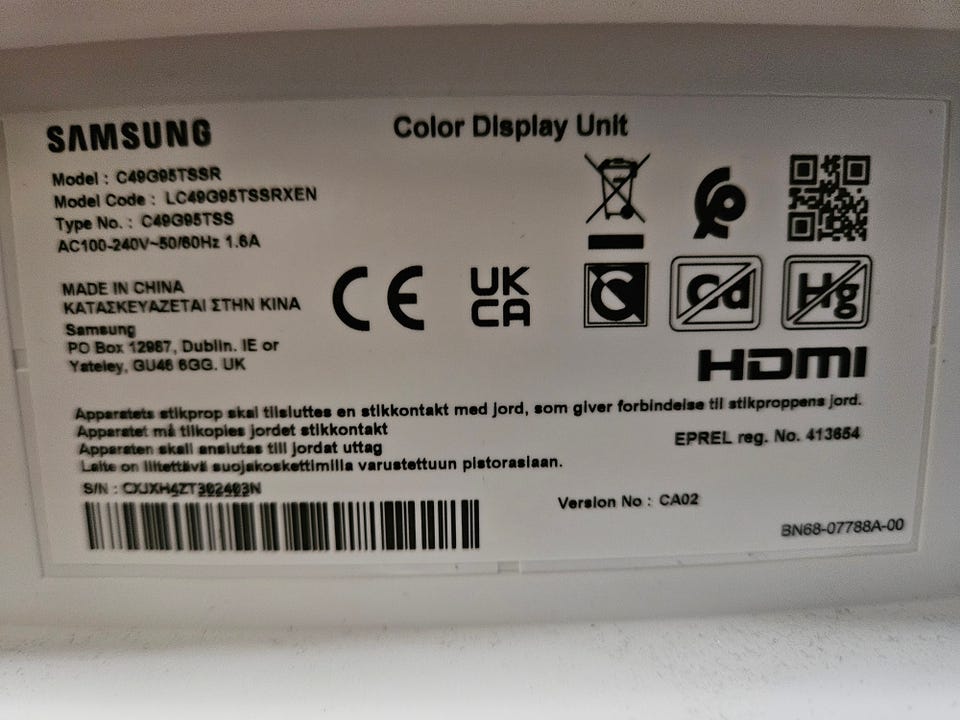 SAMSUNG
Color Display Unit
Model : C49G95TSSR
Model Code : LC49G95TSSRXEN
Type No. : C49G95TSS
AC100-240V~50/60Hz 1.6A
MADE IN CHINA
ΚΑΤΑΣΚΕΥΑΖΕΤΑΙ ΣΤΗΝ ΚΙΝΑ
Samsung
PO Box 12987, Dublin. IE or
Yateley, GU46 6GG. UK
CE
UK
CA
C
Cd
Hg
HDMI
Apparatets stikprop skal tilsluttes en stikkontakt med jord, som giver forbindelse til stikproppens jord.
Apparatet må tilkoples jordet stikkontakt
Apparaten skall anslutas till jordat uttag
Laite on liitettävä suojakoskettimilla varustettuun pistorasiaan.
EPREL reg. No. 413654
S/N :
Version No : CA02
BN68-07788A-00